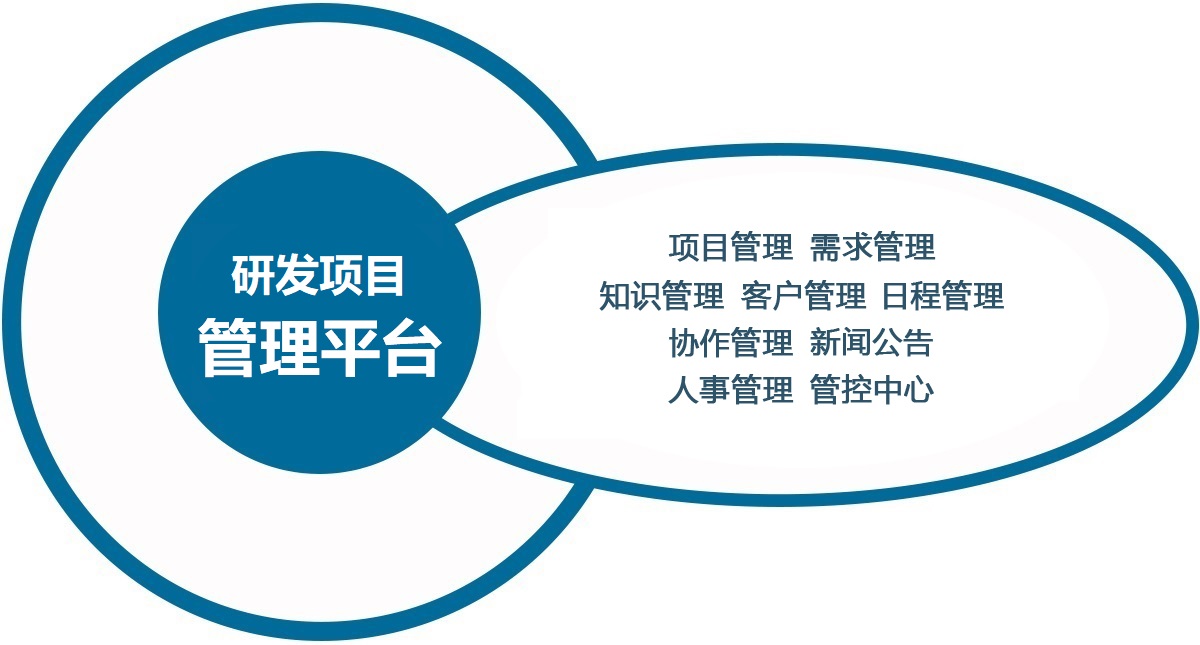 研发项目
管理平台
项目管理 需求管理
知识管理 客户管理 日程管理
协作管理 新闻公告
人事管理 管控中心